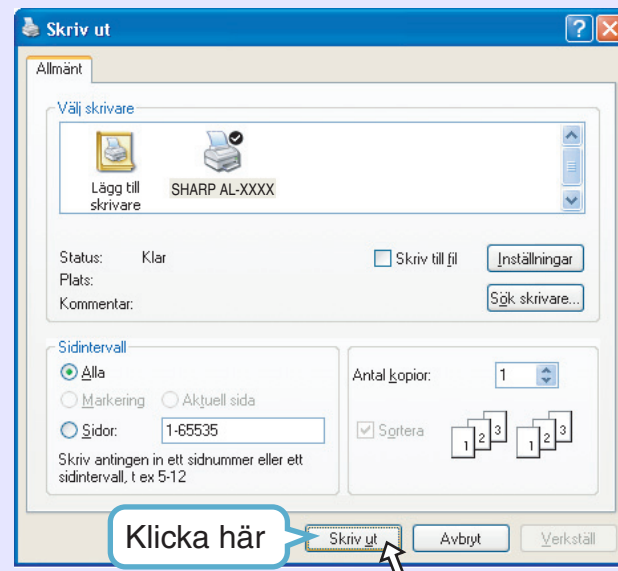 Skriv ut
Allmänt
Välj skrivare
Lägg till
skrivare
SHARP AL-XXXX
Status: Klar
Plats:
Kommentar:
Skriv till fil
Inställningar
Sök skrivare...
Sidintervall
Alla
Markering Aktuell sida
Sidor: 1-65535
Skriv antingen in ett sidnummer eller ett
sidintervall, t ex 5-12
Antal kopior: 1
Sortera
1 2 3 1 2 3
Klicka här
Skriv ut Avbryt Verkställ